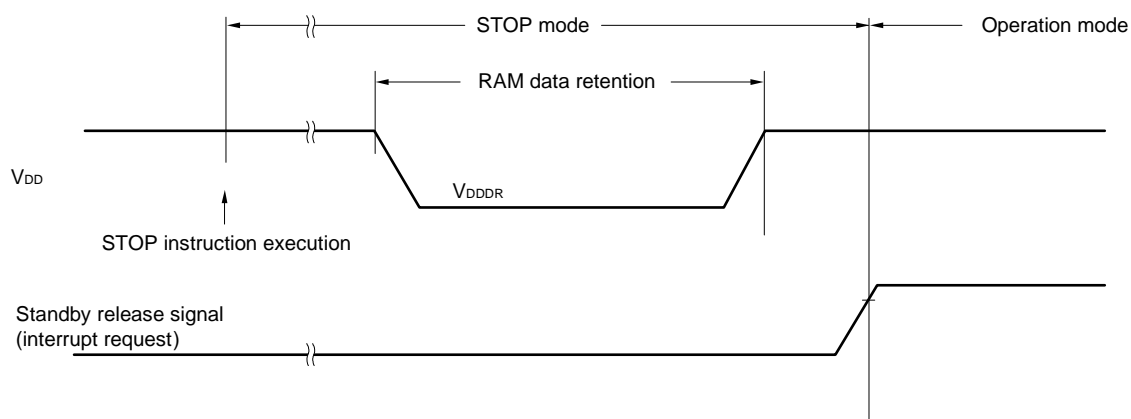 STOP mode
Operation mode
RAM data retention
VDD
VDDDR
STOP instruction execution
Standby release signal
(interrupt request)